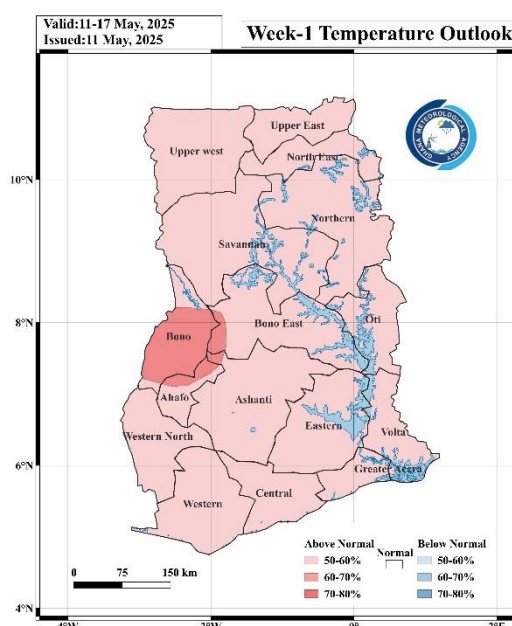 Valid:11-17 May, 2025
Issued:11 May, 2025
Week-1 Temperature Outlook
GHANA METEOROLOGICAL AGENCY
Upper East
Upper west
North East
10°N
Northern
Savannah
8°N
Bono
Bono East
Oti
Ahafo
Ashanti
Eastern
Volta
Western North
6°N
Greater Accra
Western
Central
Above Normal
Normal
Below Normal
50-60%
50-60%
60-70%
60-70%
70-80%
70-80%
0 75 150 km
4°N